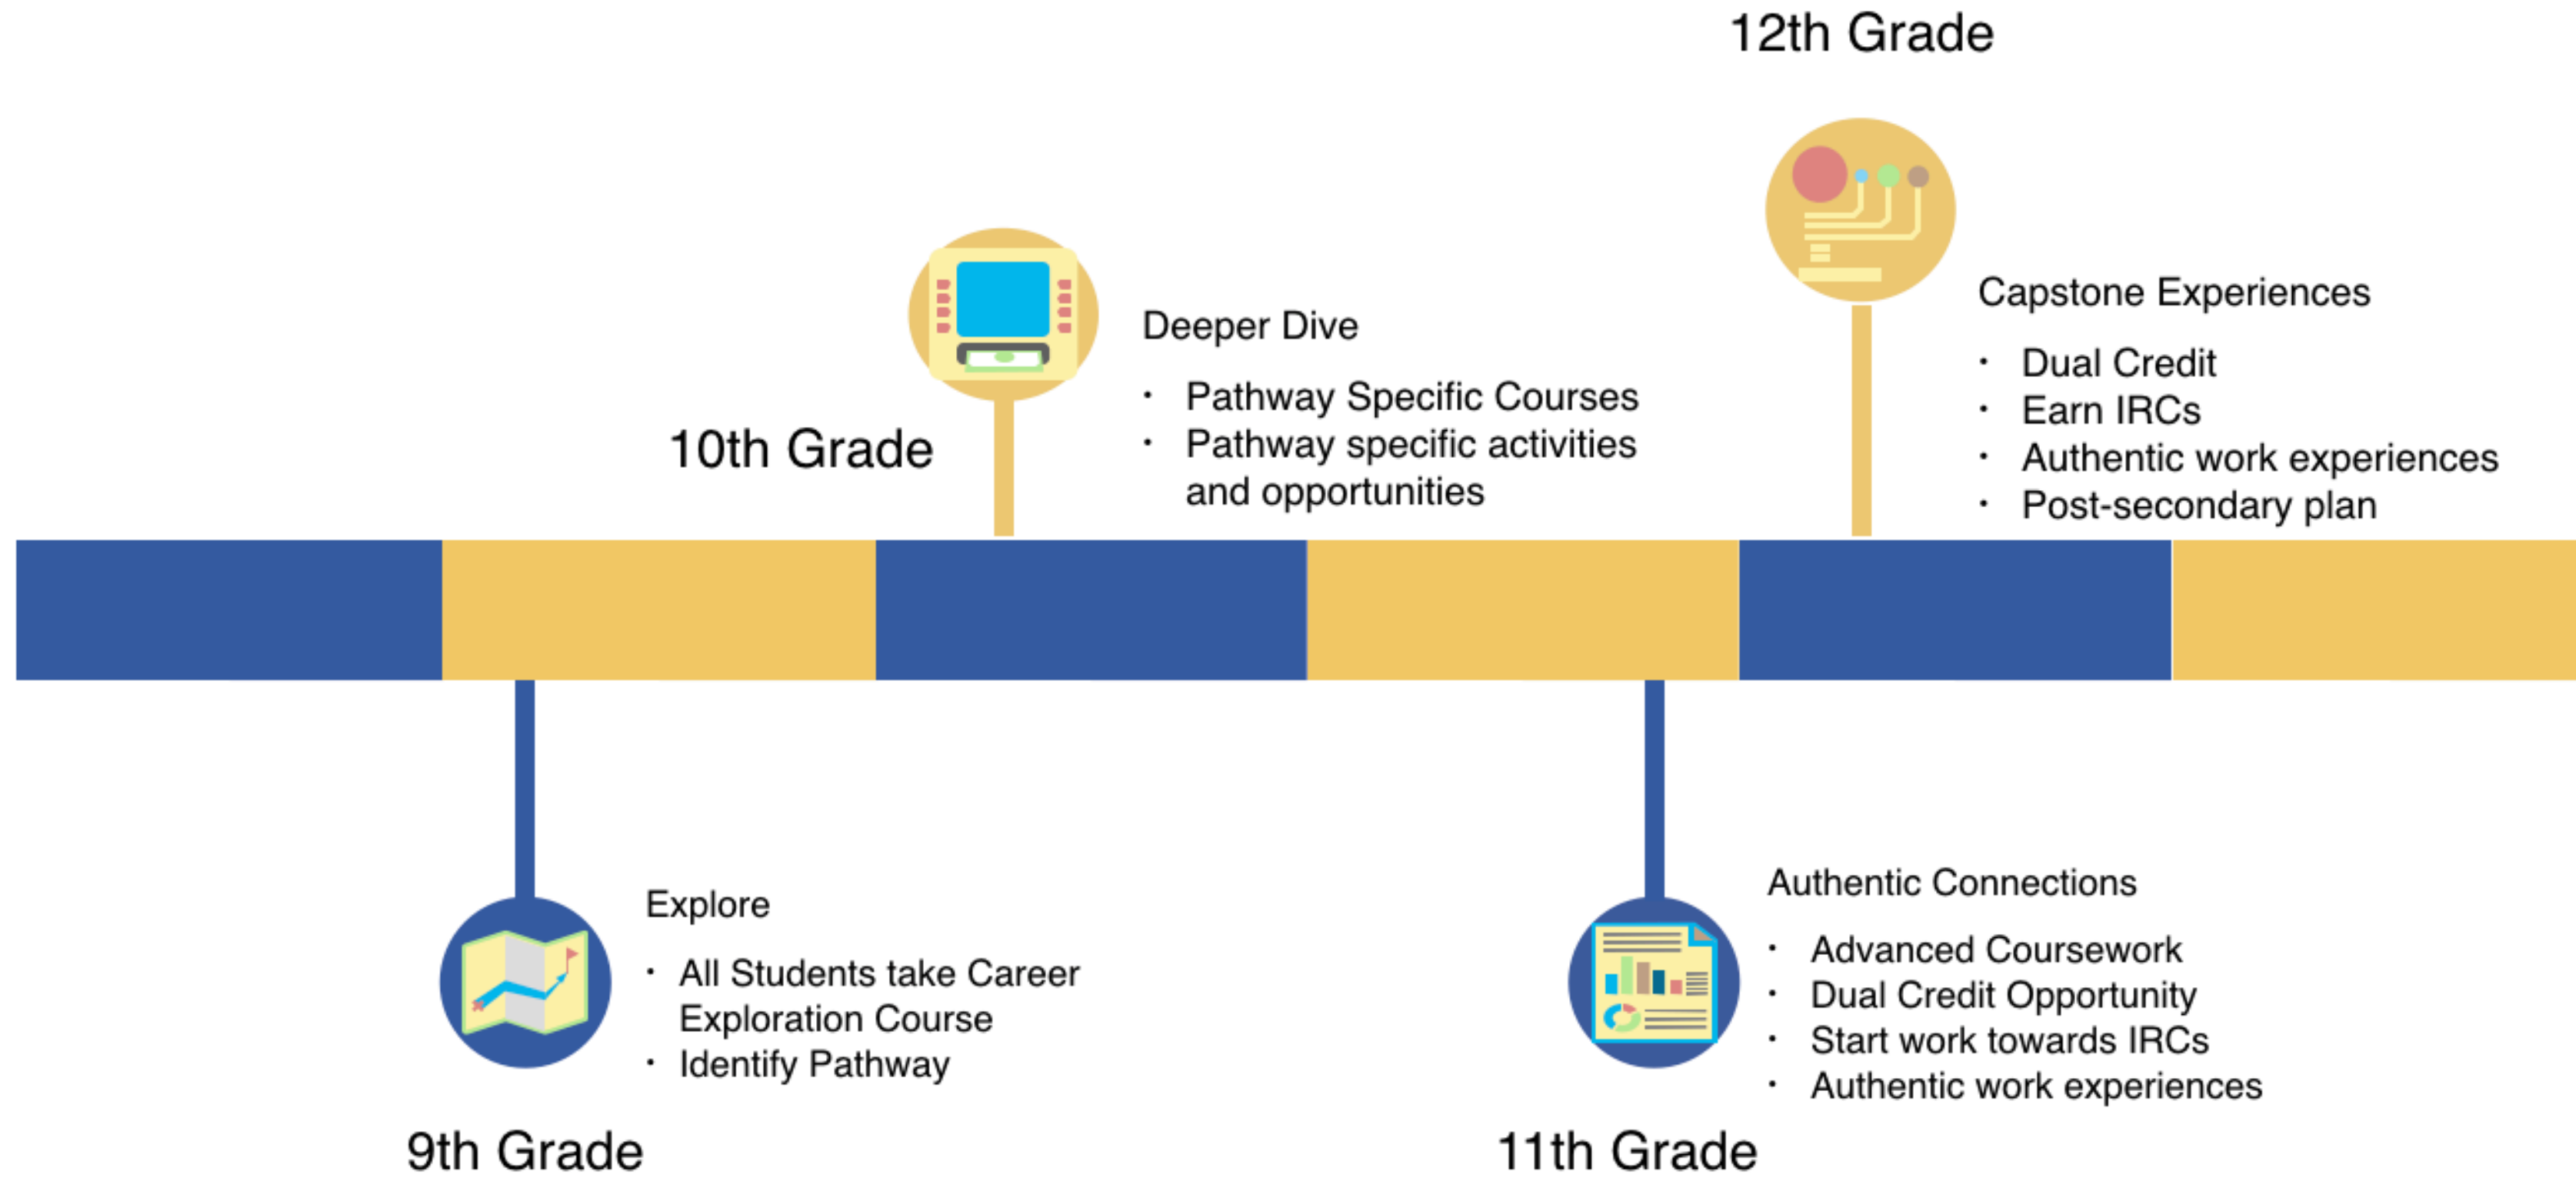 12th Grade
Capstone Experiences
· Dual Credit
· Earn IRCs
· Authentic work experiences
· Post-secondary plan
10th Grade
Deeper Dive
· Pathway Specific Courses
· Pathway specific activities
and opportunities
Explore
· All Students take Career
Exploration Course
· Identify Pathway
9th Grade
Authentic Connections
· Advanced Coursework
· Dual Credit Opportunity
· Start work towards IRCs
· Authentic work experiences
11th Grade